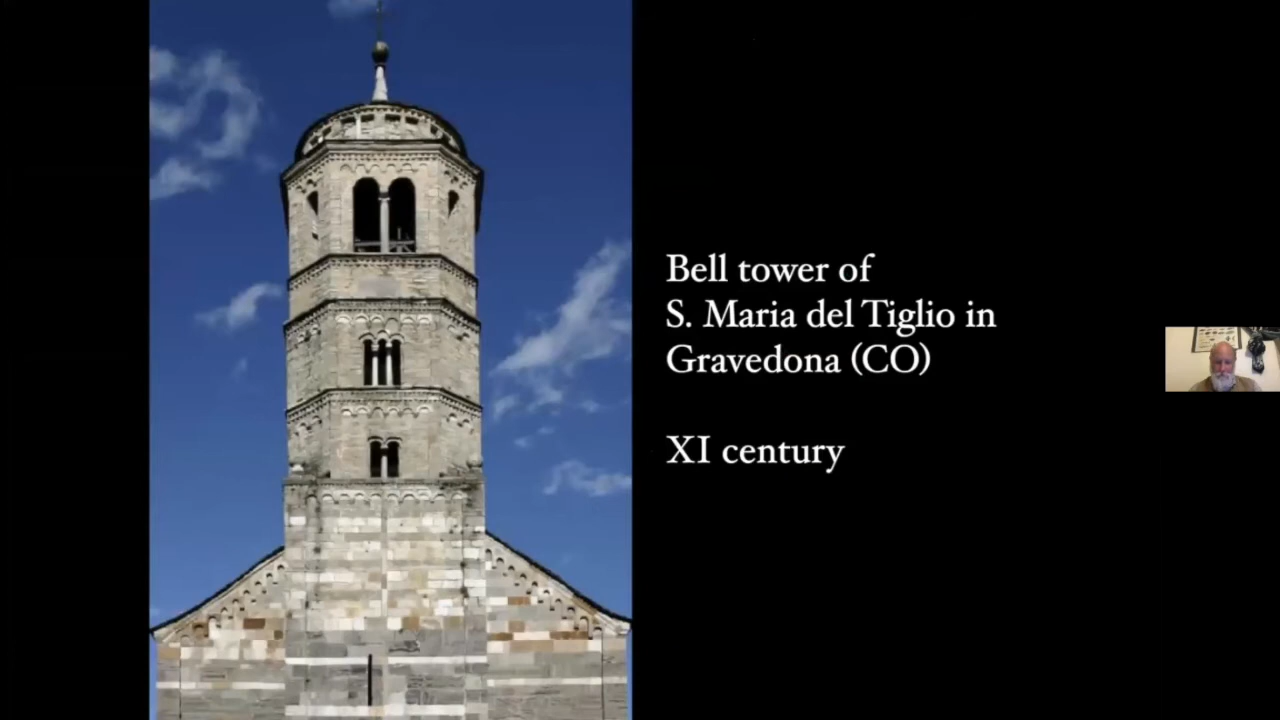 Bell tower of
S. Maria del Tiglio in
Gravedona (CO)
XI century